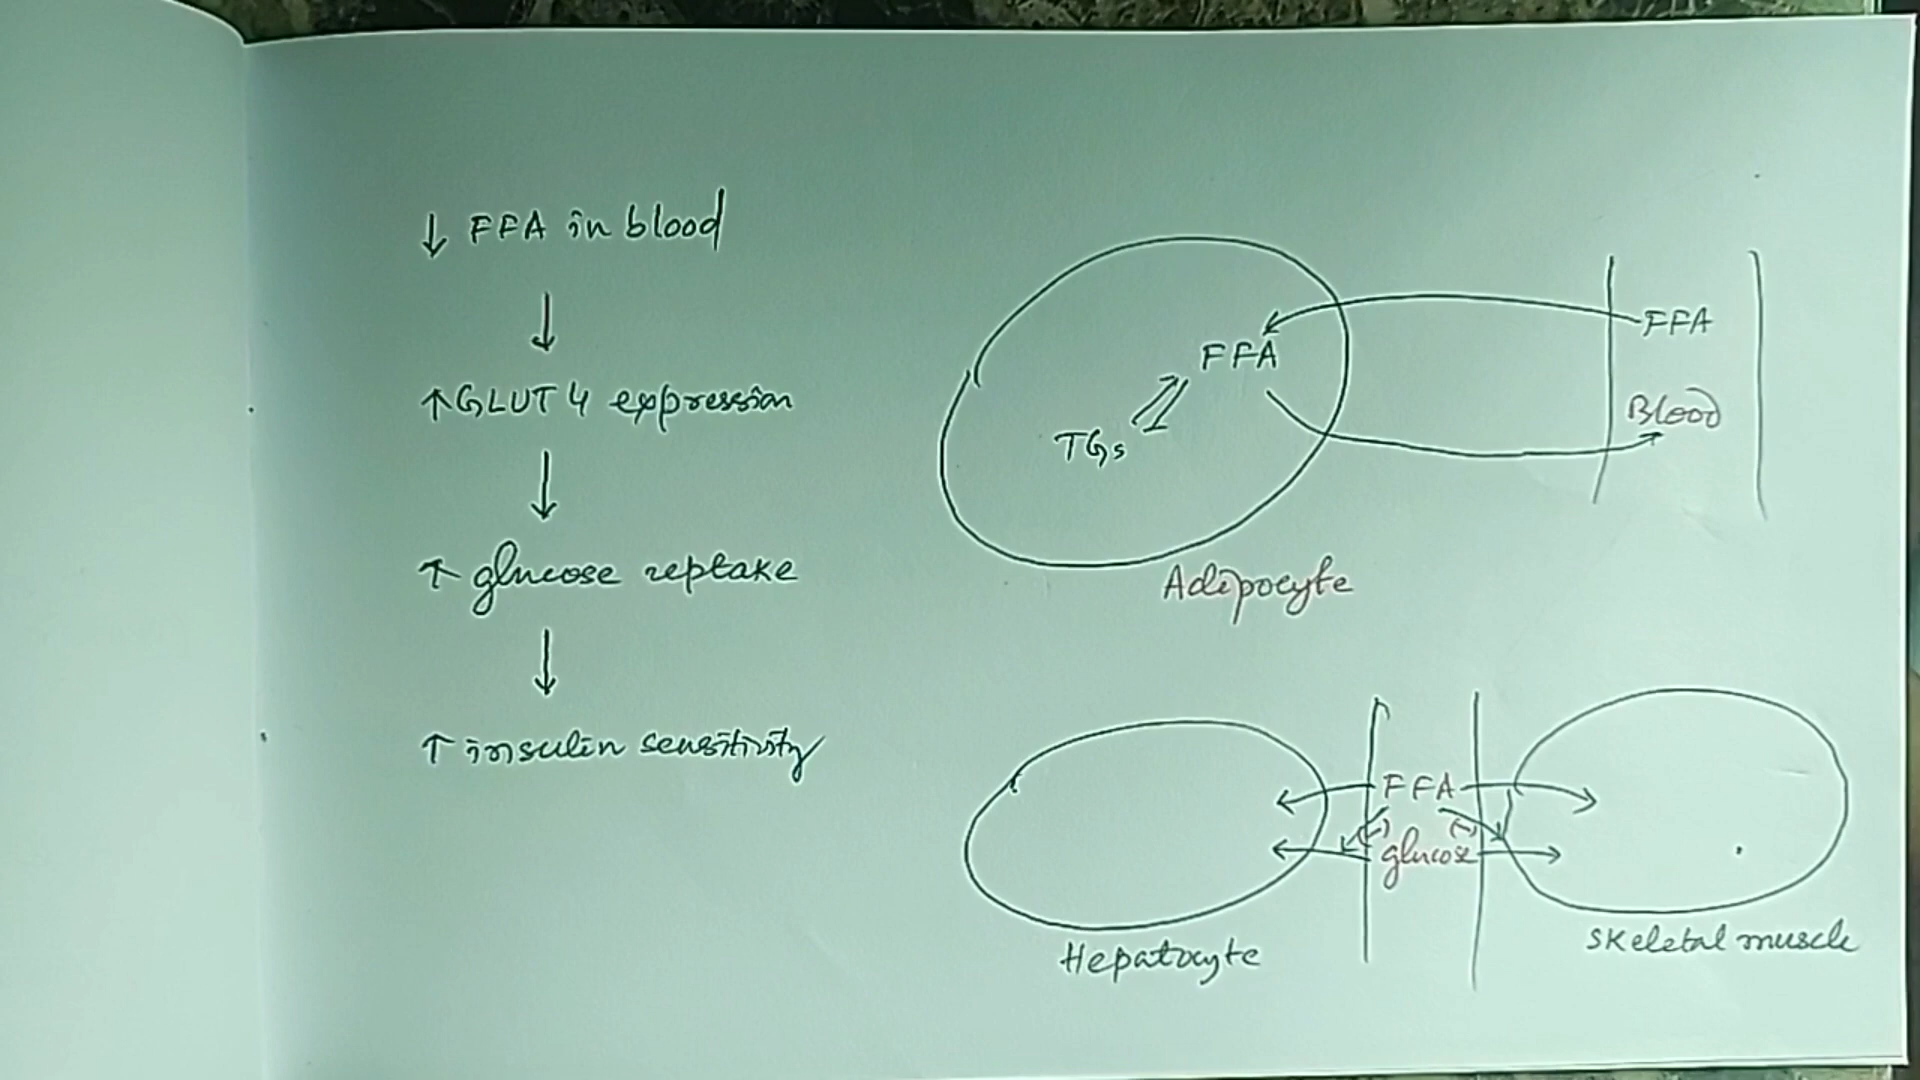 ↓ FFA in blood
↓
↑ GLUT 4 expression
↓
↑ glucose reptake
↓
↑ insulin sensitivity
FFA
FFA
TGs
Blood
Adipocyte
FFA
(-) (-)
glucose
Hepatocyte
Skeletal muscle